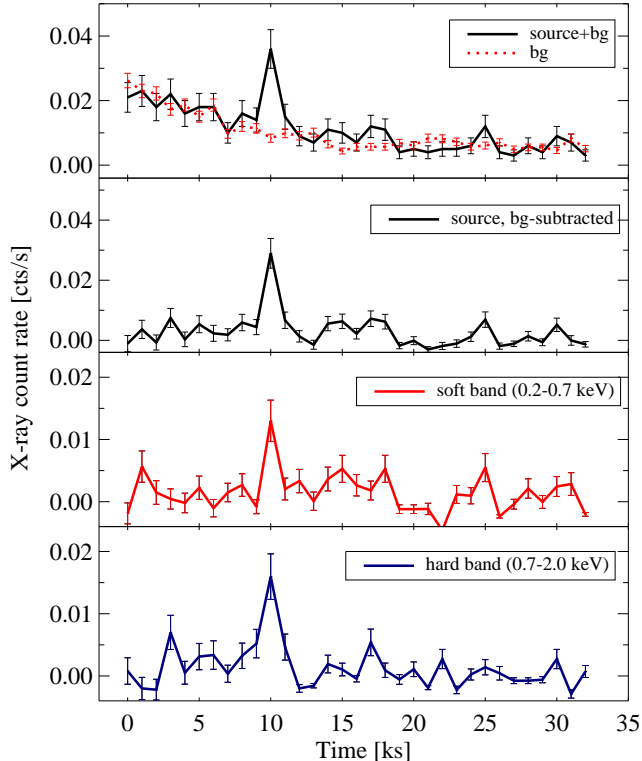 0.04
0.02
0.00
source+bg
bg
0.04
0.02
0.00
source, bg-subtracted
X-ray count rate [cts/s]
0.02
0.01
0.00
soft band (0.2-0.7 keV)
0.02
0.01
0.00
hard band (0.7-2.0 keV)
0 5 10 15 20 25 30 35
Time [ks]